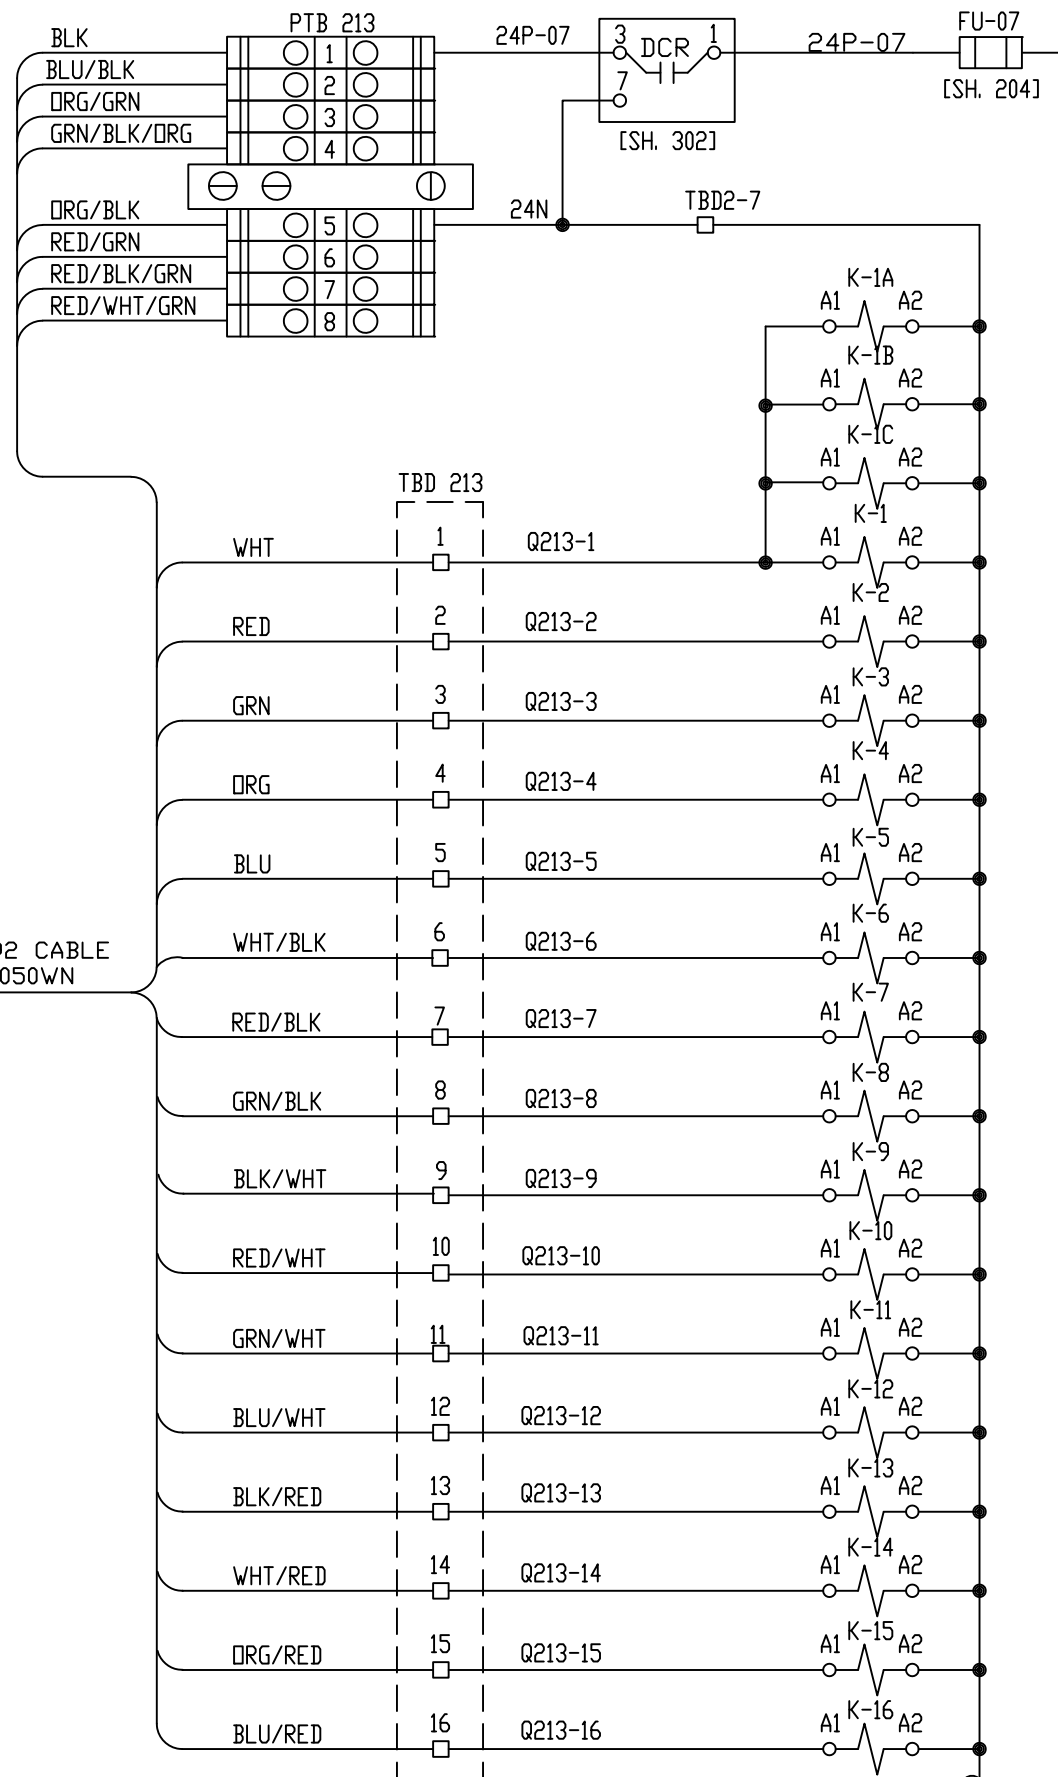 PTB 213
FU-07
BLK
1
24P-07
3
DCR
1
24P-07
BLU/BLK
2
7
[SH. 204]
ORG/GRN
3
GRN/BLK/ORG
4
[SH. 302]
TBD2-7
ORG/BLK
5
24N
RED/GRN
6
RED/BLK/GRN
7
K-1A
RED/WHT/GRN
8
A1
A2
K-1B
A1
A2
K-1C
A1
A2
TBD 213
K-1
WHT
1
Q213-1
A1
A2
K-2
RED
2
Q213-2
A1
A2
K-3
GRN
3
Q213-3
A1
A2
K-4
ORG
4
Q213-4
A1
A2
K-5
BLU
5
Q213-5
A1
A2
K-6
WHT/BLK
6
Q213-6
A1
A2
2 CABLE
050WN
K-7
RED/BLK
7
Q213-7
A1
A2
K-8
GRN/BLK
8
Q213-8
A1
A2
K-9
BLK/WHT
9
Q213-9
A1
A2
K-10
RED/WHT
10
Q213-10
A1
A2
K-11
GRN/WHT
11
Q213-11
A1
A2
K-12
BLU/WHT
12
Q213-12
A1
A2
K-13
BLK/RED
13
Q213-13
A1
A2
K-14
WHT/RED
14
Q213-14
A1
A2
K-15
ORG/RED
15
Q213-15
A1
A2
K-16
BLU/RED
16
Q213-16
A1
A2